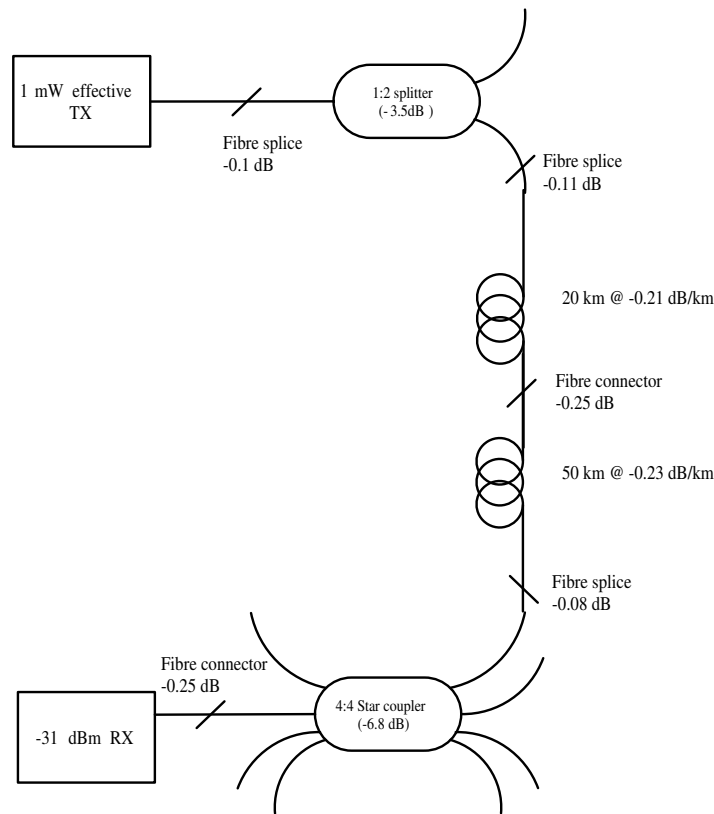 1 mW effective
TX
Fibre splice
-0.1 dB
1:2 splitter
(- 3.5dB )
Fibre splice
-0.11 dB
20 km @ -0.21 dB/km
Fibre connector
-0.25 dB
50 km @ -0.23 dB/km
Fibre splice
-0.08 dB
Fibre connector
-0.25 dB
4:4 Star coupler
(-6.8 dB)
-31 dBm RX